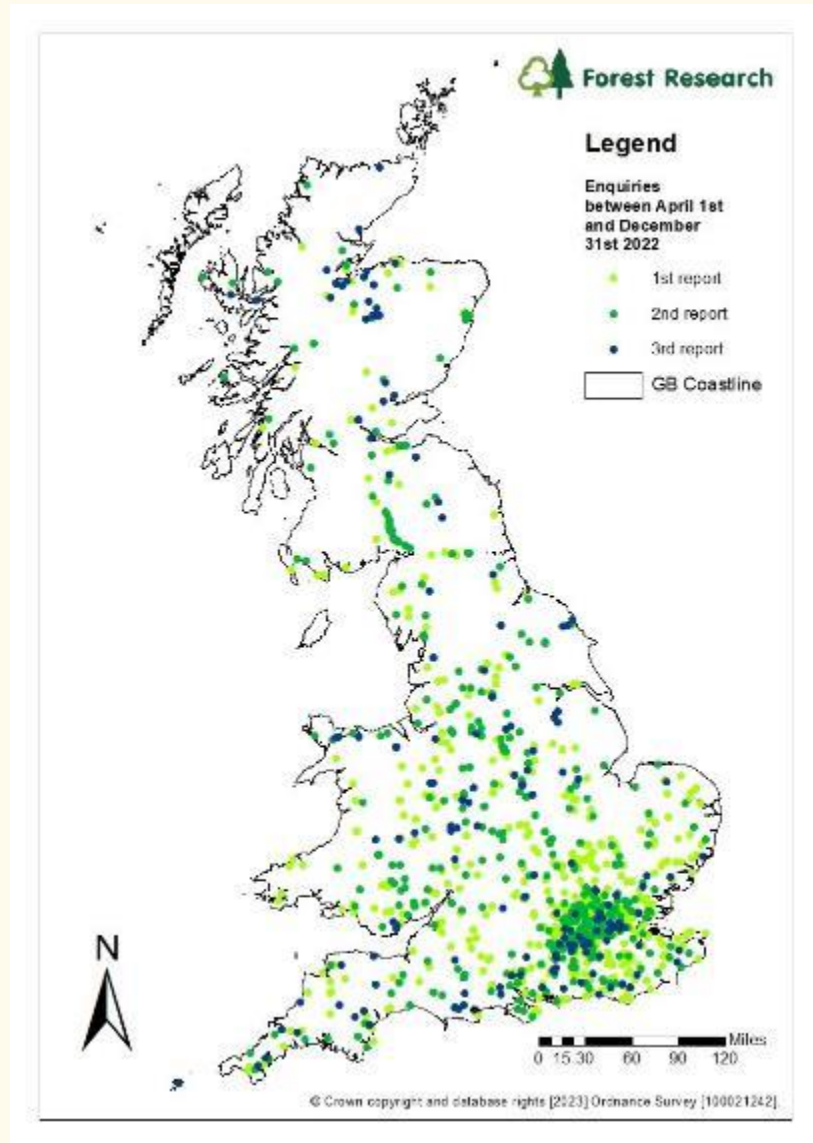 Forest Research
Legend
Enquiries
between April 1st
and December
31st 2022
1st report
2nd report
3rd report
GB Coastline
N
Miles
0 15 30 60 90 120
© Crown copyright and database rights [2023] Ordnance Survey [100021242].